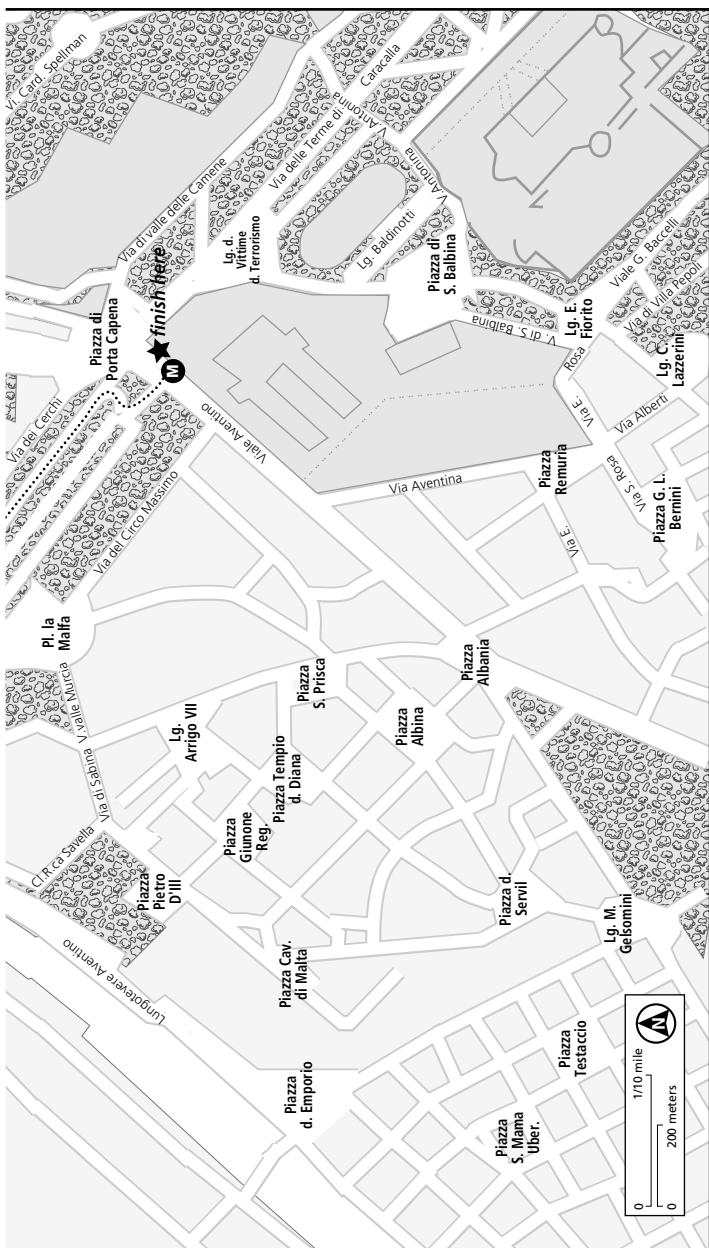 Vi. Card. Spellman
Via di valle delle Camene
Via delle Terme di
Caracalla
V. Antonina
V. Antonina
Lg. d.
Vittime
d. Terrorismo
Lg. Baldinotti
Piazza di
S. Balbina
V. di S. Balbina
Lg. E.
Fiorito
Viale G. Baccelli
Via di Villa Pepoli
Lg. C.
Lazzerini
Piazza di
Porta Capena
finish here
M
Via dei Cerchi
Viale Aventino
Via del Circo Massimo
Via E.
Rosa
Via Alberti
Via Aventina
Piazza
Remuria
Via S. Rosa
Piazza G. L.
Bernini
Via E.
Pl. la
Malfa
V. valle Murcia
Via di Sabina
Lg.
Arrigo VII
Piazza
S. Prisca
Piazza
Albania
Piazza
Albina
Piazza Tempio
d. Diana
Piazza
Giunone
Reg.
Cl.R.ca Savella
Piazza
Pietro
D'Ill
Lungotevere Aventino
Piazza Cav.
di Malta
Piazza d.
Servil
Lg. M.
Gelsomini
Piazza
d. Emporio
Piazza
Testaccio
Piazza
S. Mama
Uber.
0
1/10 mile
0
200 meters
N